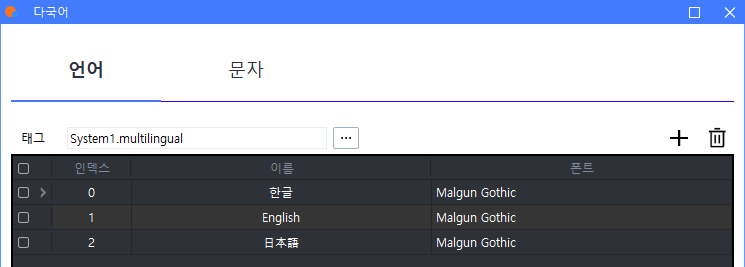 다국어
언어 문자
태그 System1.multilingual ...
인덱스 이름 폰트
0 한글 Malgun Gothic
1 English Malgun Gothic
2 日本語 Malgun Gothic